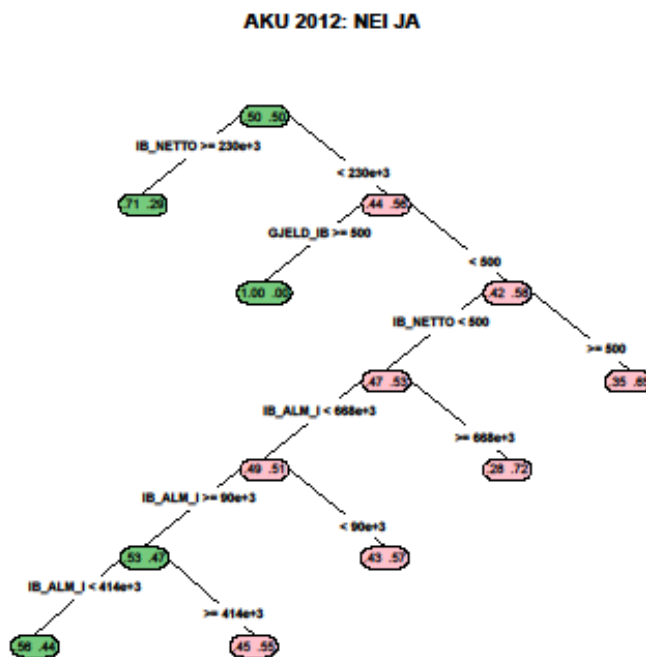 AKU 2012: NEI JA
.50 .50
IB_NETTO >= 230e+3
< 230e+3
.71 .29
.44 .56
GJELD_IB >= 500
< 500
1.00 .00
.42 .58
IB_NETTO < 500
>= 500
.47 .53
.35 .65
IB_ALM_I < 668e+3
>= 668e+3
.49 .51
.28 .72
IB_ALM_I >= 90e+3
< 90e+3
.53 .47
.43 .57
IB_ALM_I < 414e+3
>= 414e+3
.56 .44
.45 .55